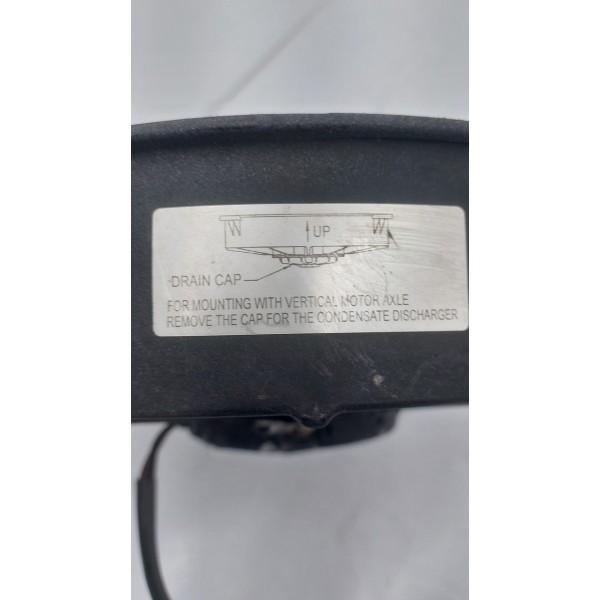 UP
DRAIN CAP
FOR MOUNTING WITH VERTICAL MOTOR AXLE
REMOVE THE CAP FOR THE CONDENSATE DISCHARGER